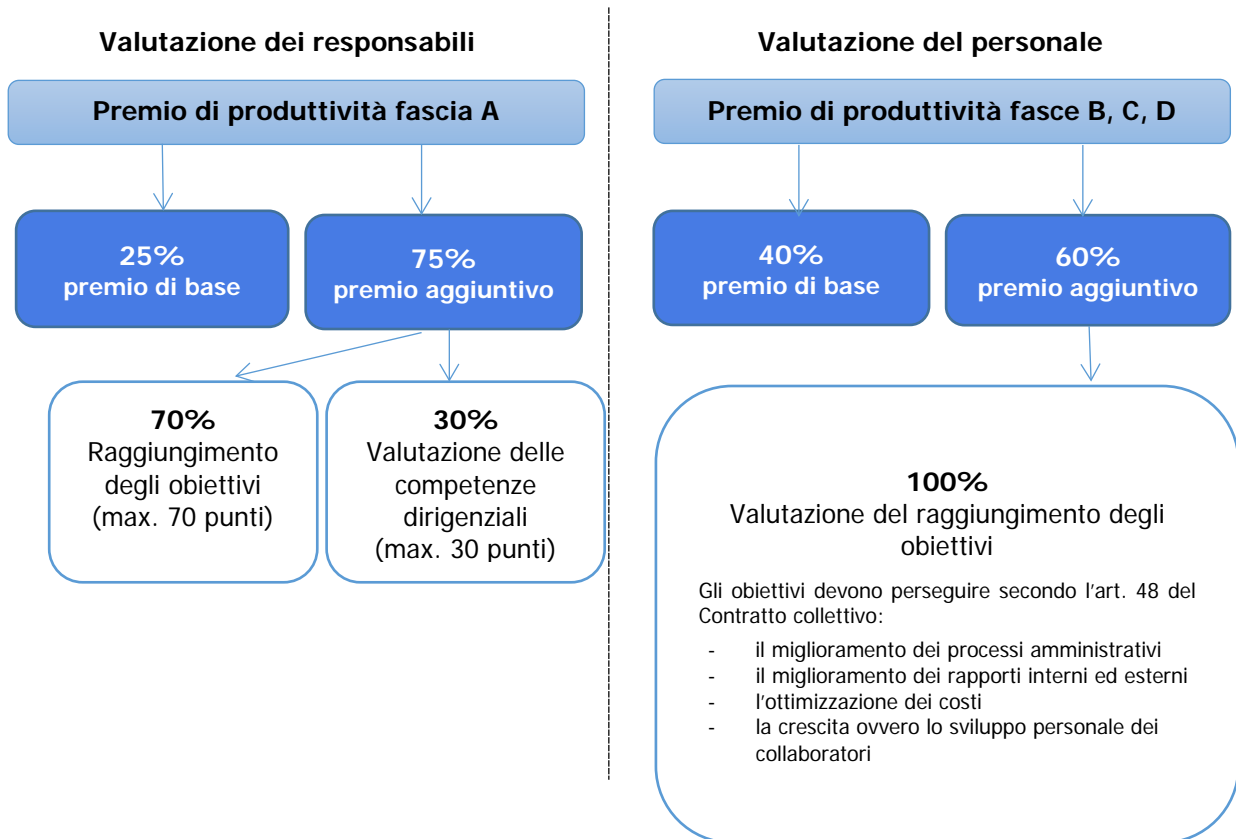 Valutazione dei responsabili
Premio di produttività fascia A
25%
premio di base
75%
premio aggiuntivo
70%
Raggiungimento
degli obiettivi
(max. 70 punti)
30%
Valutazione delle
competenze
dirigenziali
(max. 30 punti)
Valutazione del personale
Premio di produttività fasce B, C, D
40%
premio di base
60%
premio aggiuntivo
100%
Valutazione del raggiungimento degli
obiettivi
Gli obiettivi devono perseguire secondo l'art. 48 del
Contratto collettivo:
- il miglioramento dei processi amministrativi
- il miglioramento dei rapporti interni ed esterni
- l'ottimizzazione dei costi
- la crescita ovvero lo sviluppo personale dei
collaboratori